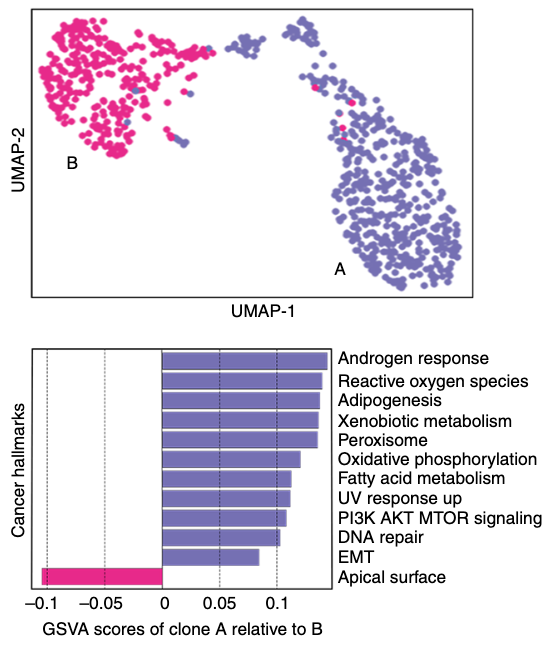 UMAP-2
B
A
UMAP-1
Cancer hallmarks
Androgen response
Reactive oxygen species
Adipogenesis
Xenobiotic metabolism
Peroxisome
Oxidative phosphorylation
Fatty acid metabolism
UV response up
PI3K AKT MTOR signaling
DNA repair
EMT
Apical surface
−0.1 −0.05 0 0.05 0.1
GSVA scores of clone A relative to B